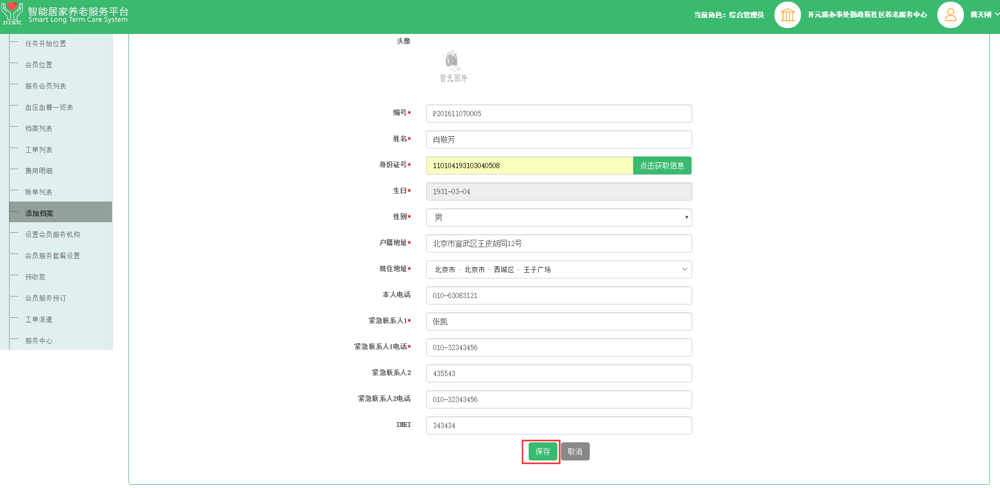 智能居家养老服务平台
Smart Long Term Care System
212SLTC
当前角色：综合管理员
开元路办事处勤政苑社区养老服务中心
姚天刚
任务开始位置
会员位置
服务会员列表
血压血糖一览表
档案列表
工单列表
费用明细
账单列表
添加档案
设置会员服务机构
会员服务套餐设置
预收款
会员服务预订
工单派遣
服务中心
头像
暂无图片
编号* P201611070005
姓名* 肖敬芳
身份证号* 110104193103040508 点击获取信息
生日* 1931-03-04
性别* 男
户籍地址* 北京市宣武区王皮胡同12号
现住地址* 北京市 - 北京市 - 西城区 - 王子广场
本人电话 010-63083121
紧急联系人1* 张凯
紧急联系人1电话* 010-32343456
紧急联系人2 435543
紧急联系人2电话 010-32343456
IMEI 343434
保存 取消